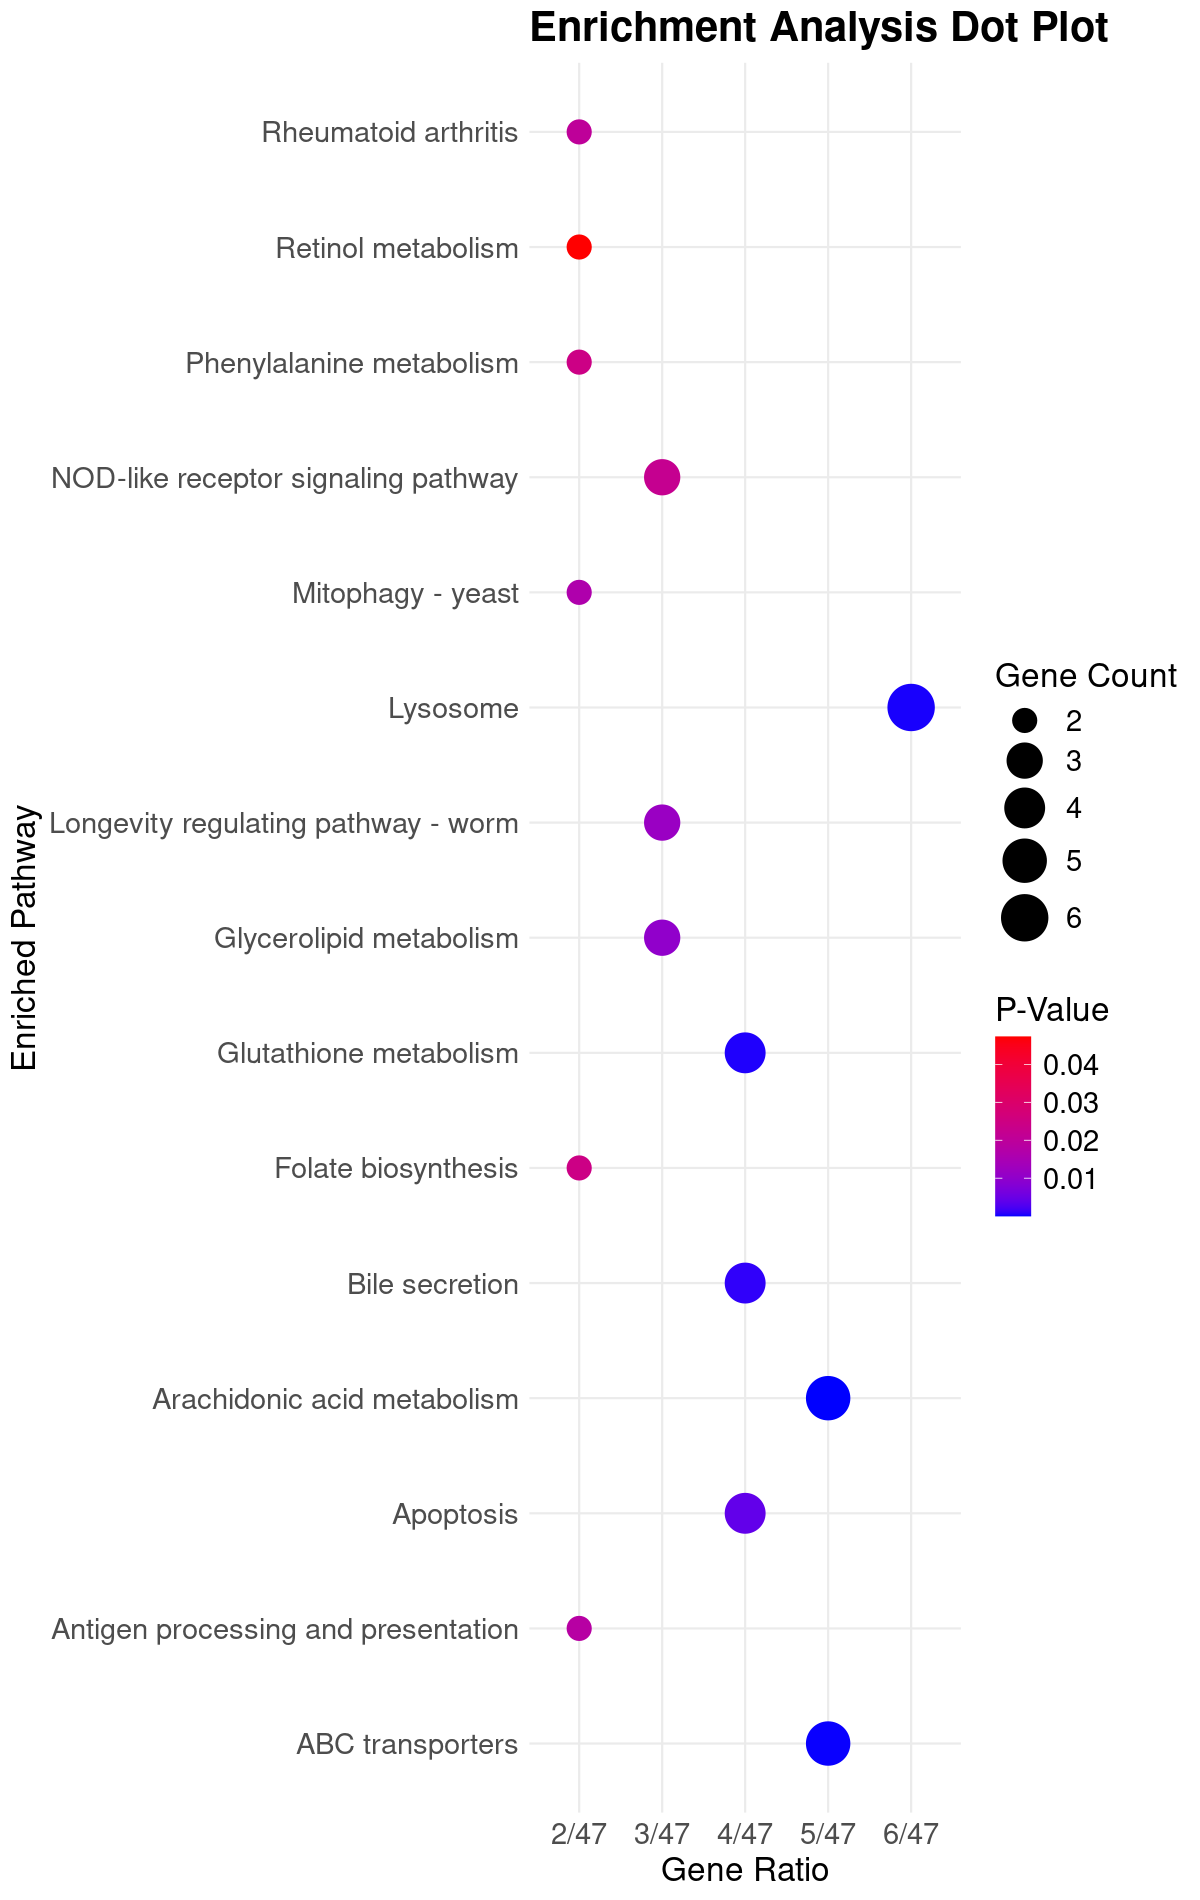 Enrichment Analysis Dot Plot
Enriched Pathway
Rheumatoid arthritis
Retinol metabolism
Phenylalanine metabolism
NOD-like receptor signaling pathway
Mitophagy - yeast
Lysosome
Longevity regulating pathway - worm
Glycerolipid metabolism
Glutathione metabolism
Folate biosynthesis
Bile secretion
Arachidonic acid metabolism
Apoptosis
Antigen processing and presentation
ABC transporters
2/47 3/47 4/47 5/47 6/47
Gene Ratio
Gene Count
2
3
4
5
6
P-Value
0.04
0.03
0.02
0.01